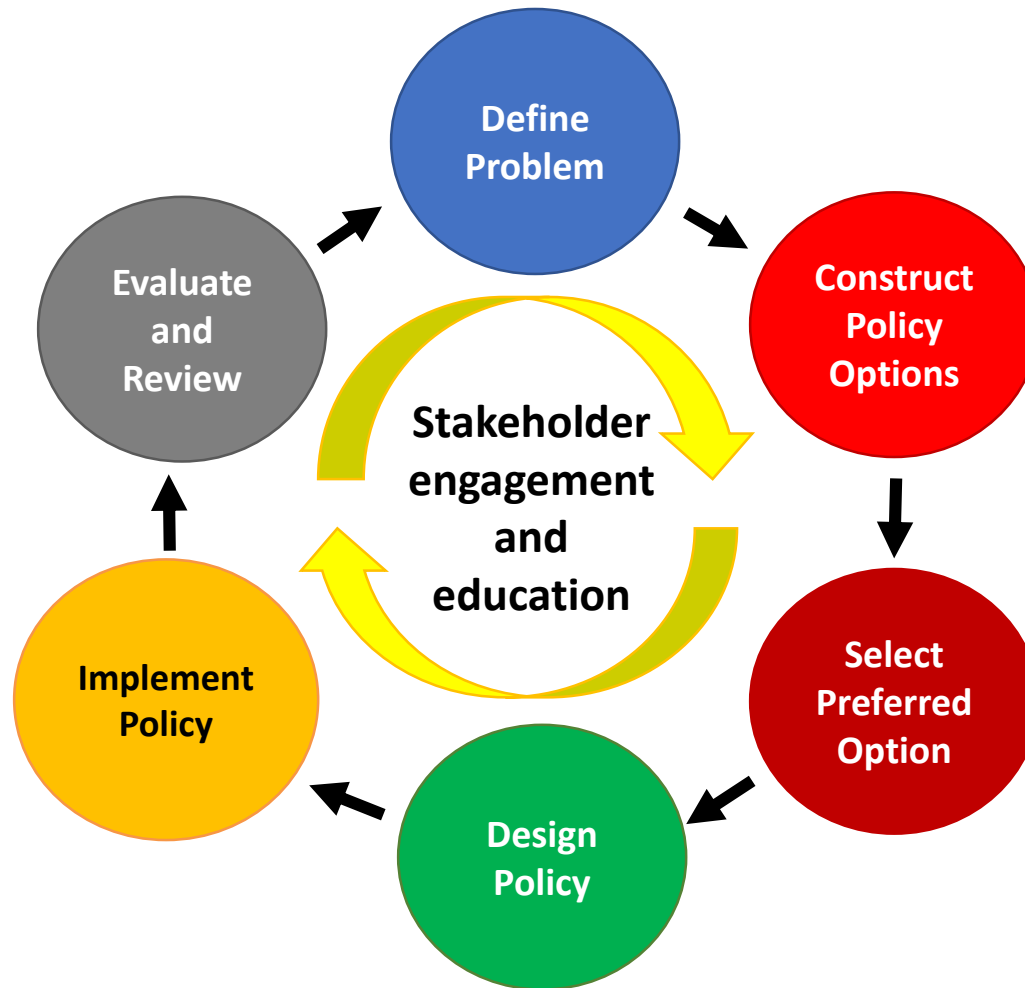 Define
Problem
Construct
Policy
Options
Select
Preferred
Option
Design
Policy
Implement
Policy
Evaluate
and
Review
Stakeholder
engagement
and
education